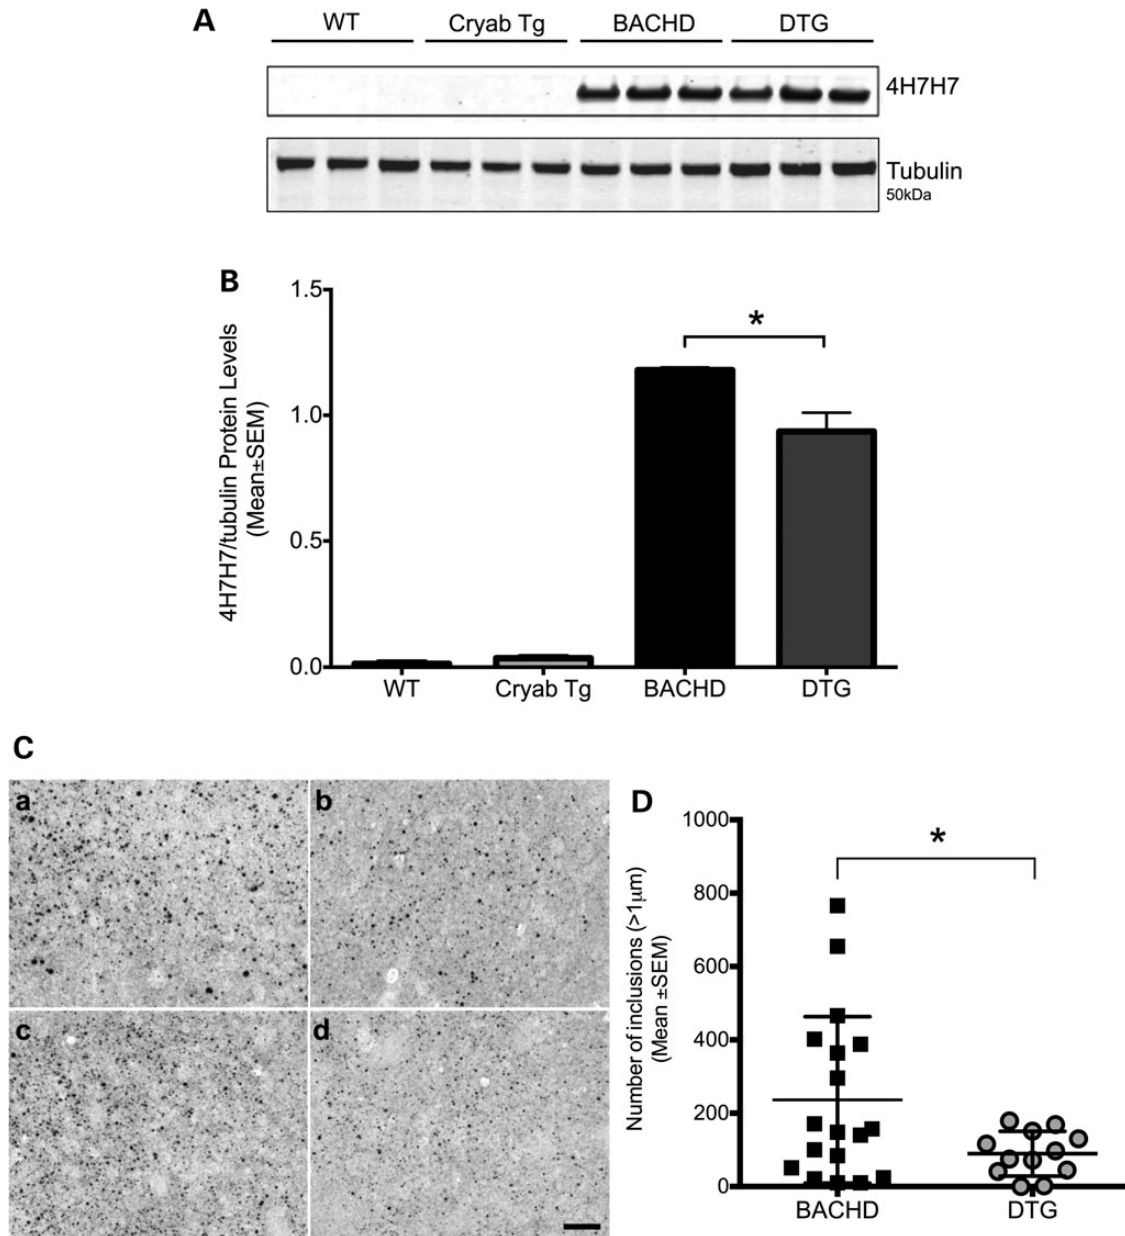 A
WT Cryab Tg BACHD DTG
4H7H7
Tubulin
50kDa
B
4H7H7/tubulin Protein Levels
(Mean±SEM)
1.5
1.0
0.5
0.0
*
WT Cryab Tg BACHD DTG
C
a b
c d
D
Number of inclusions (>1μm)
(Mean ±SEM)
1000
800
600
400
200
0
*
BACHD DTG